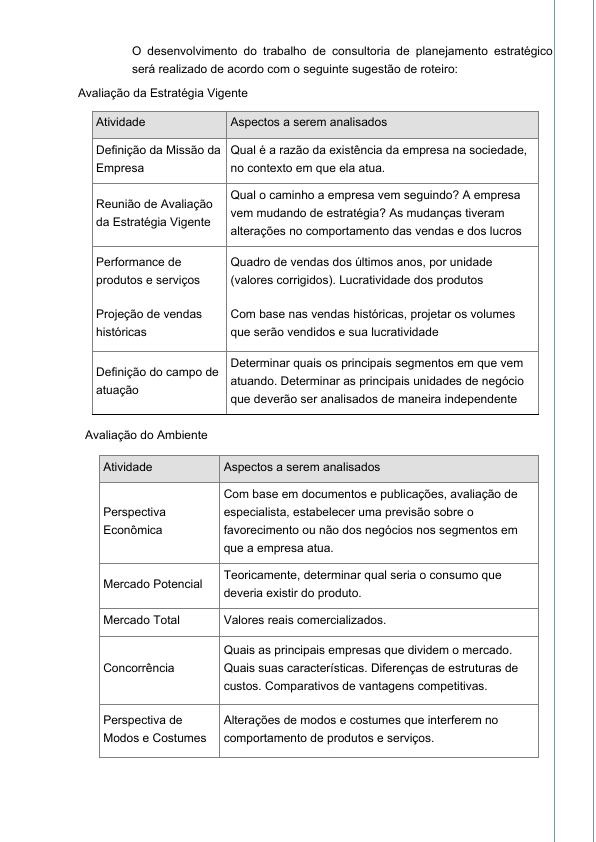 O desenvolvimento do trabalho de consultoria de planejamento estratégico
será realizado de acordo com o seguinte sugestão de roteiro:
Avaliação da Estratégia Vigente
Atividade
Aspectos a serem analisados
Definição da Missão da
Empresa
Qual é a razão da existência da empresa na sociedade,
no contexto em que ela atua.
Reunião de Avaliação
da Estratégia Vigente
Qual o caminho a empresa vem seguindo? A empresa
vem mudando de estratégia? As mudanças tiveram
alterações no comportamento das vendas e dos lucros
Performance de
produtos e serviços
Quadro de vendas dos últimos anos, por unidade
(valores corrigidos). Lucratividade dos produtos
Projeção de vendas
históricas
Com base nas vendas históricas, projetar os volumes
que serão vendidos e sua lucratividade
Definição do campo de
atuação
Determinar quais os principais segmentos em que vem
atuando. Determinar as principais unidades de negócio
que deverão ser analisados de maneira independente
Avaliação do Ambiente
Atividade
Aspectos a serem analisados
Perspectiva
Econômica
Com base em documentos e publicações, avaliação de
especialista, estabelecer uma previsão sobre o
favorecimento ou não dos negócios nos segmentos em
que a empresa atua.
Mercado Potencial
Teoricamente, determinar qual seria o consumo que
deveria existir do produto.
Mercado Total
Valores reais comercializados.
Concorrência
Quais as principais empresas que dividem o mercado.
Quais suas características. Diferenças de estruturas de
custos. Comparativos de vantagens competitivas.
Perspectiva de
Modos e Costumes
Alterações de modos e costumes que interferem no
comportamento de produtos e serviços.